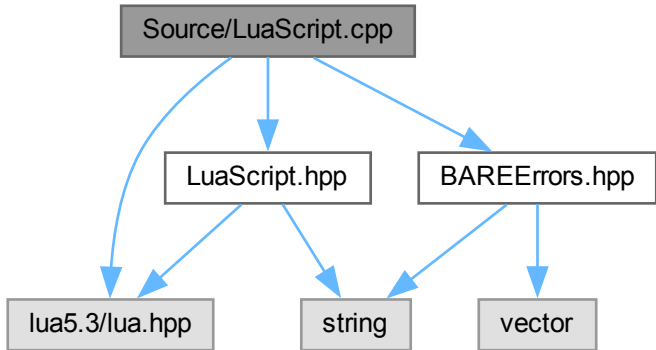 Source/LuaScript.cpp
LuaScript.hpp
BAREErrors.hpp
lua5.3/lua.hpp
string
vector